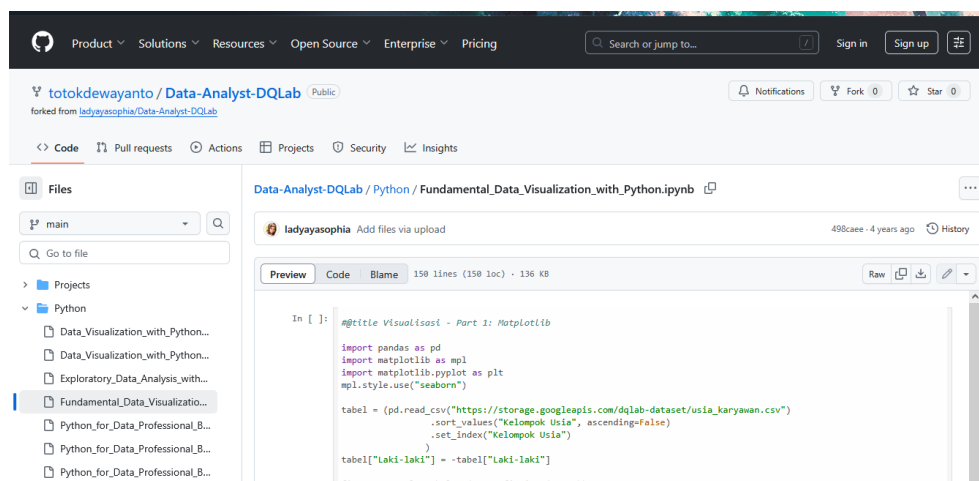 Product Solutions Resources Open Source Enterprise Pricing Search or jump to... / Sign in Sign up
totokdewayanto / Data-Analyst-DQLab Public Notifications Fork 0 Star 0
forked from ladyayasophia/Data-Analyst-DQLab
<> Code Pull requests Actions Projects Security Insights
Files
main
Go to file
Projects
Python
Data_Visualization_with_Python...
Data_Visualization_with_Python...
Exploratory_Data_Analysis_with...
Fundamental_Data_Visualizatio...
Python_for_Data_Professional_B...
Python_for_Data_Professional_B...
Python_for_Data_Professional_B...
Data-Analyst-DQLab / Python / Fundamental_Data_Visualization_with_Python.ipynb ...
ladyayasophia Add files via upload 498caee · 4 years ago History
Preview Code Blame 150 lines (150 loc) · 136 KB Raw
In [ ]:
#@title Visualisasi - Part 1: Matplotlib
import pandas as pd
import matplotlib as mpl
import matplotlib.pyplot as plt
mpl.style.use("seaborn")
tabel = (pd.read_csv("https://storage.googleapis.com/dqlab-dataset/usia_karyawan.csv")
.sort_values("Kelompok Usia", ascending=False)
.set_index("Kelompok Usia")
)
tabel["Laki-laki"] = -tabel["Laki-laki"]